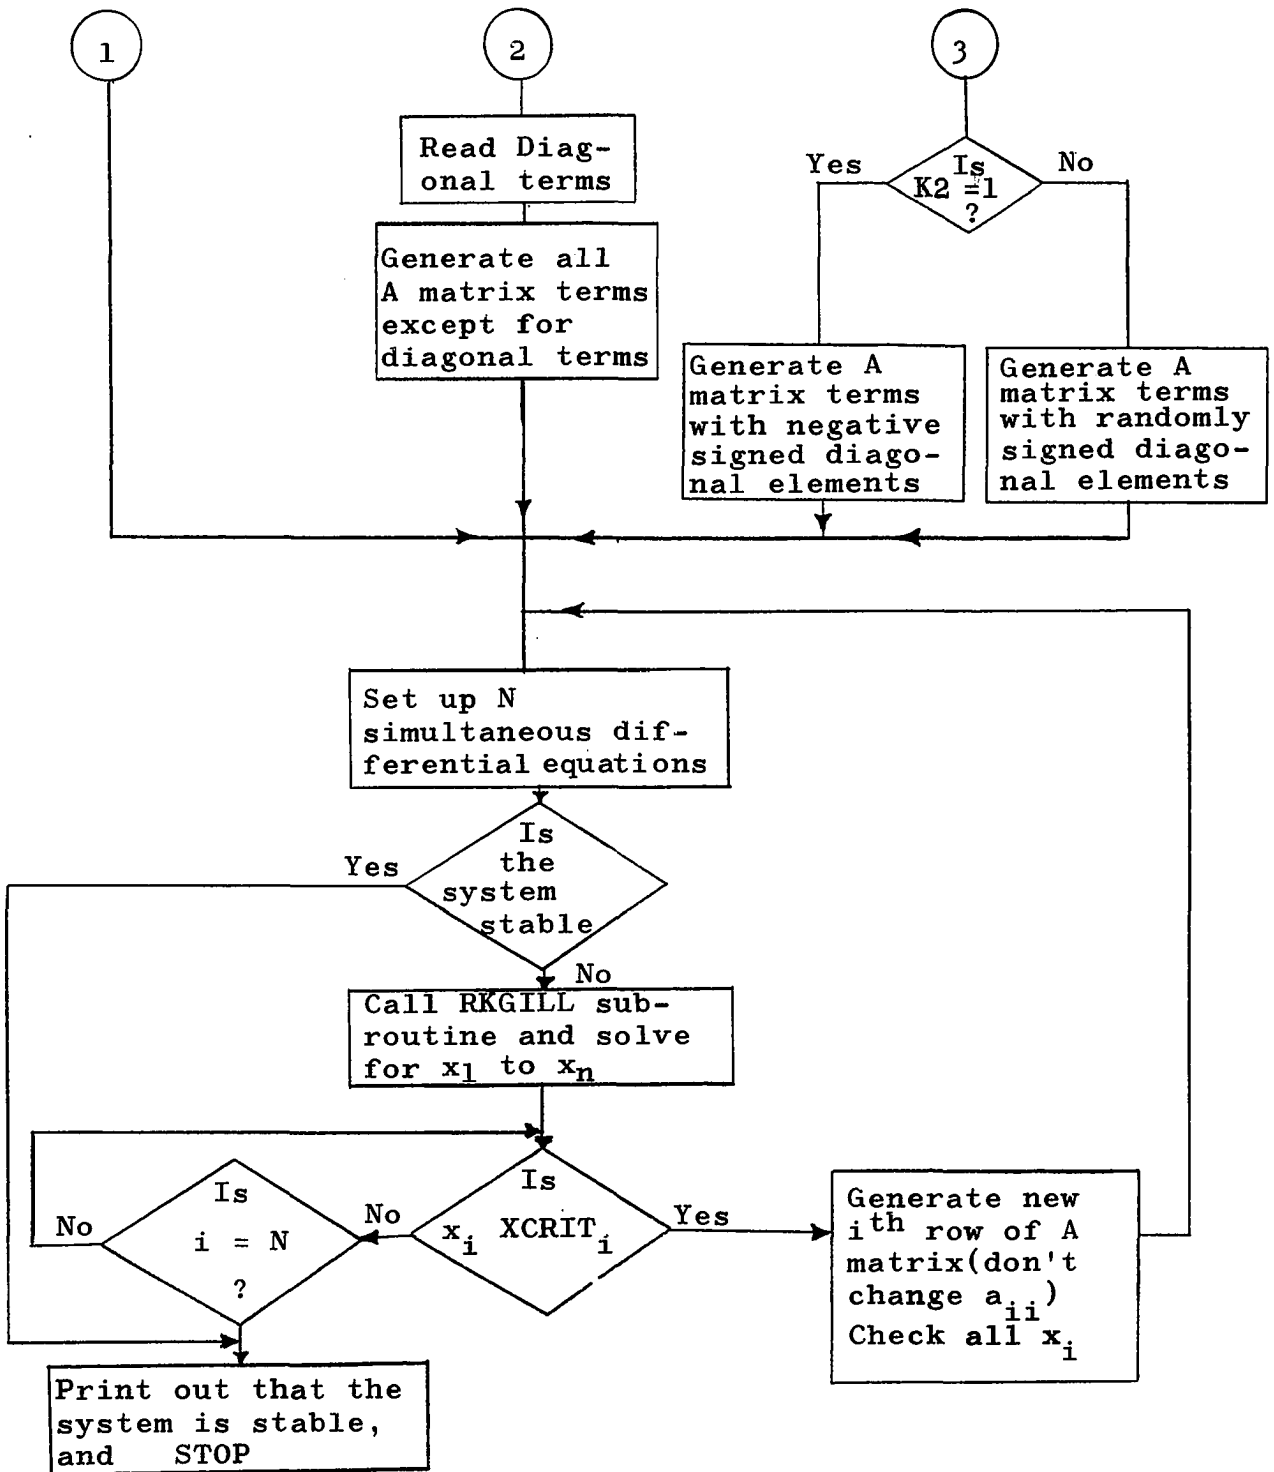 1
2
3
Read Diag-
onal terms
Generate all
A matrix terms
except for
diagonal terms
Yes
Is
K2 =1
?
No
Generate A
matrix terms
with negative
signed diago-
nal elements
Generate A
matrix terms
with randomly
signed diago-
nal elements
Set up N
simultaneous dif-
ferential equations
Yes
Is
the
system
stable
No
Call RKGILL sub-
routine and solve
for x1 to xn
No
Is
i = N
?
No
Is
xi XCRITi
Yes
Generate new
ith row of A
matrix(don't
change aii)
Check all xi
Print out that the
system is stable,
and STOP